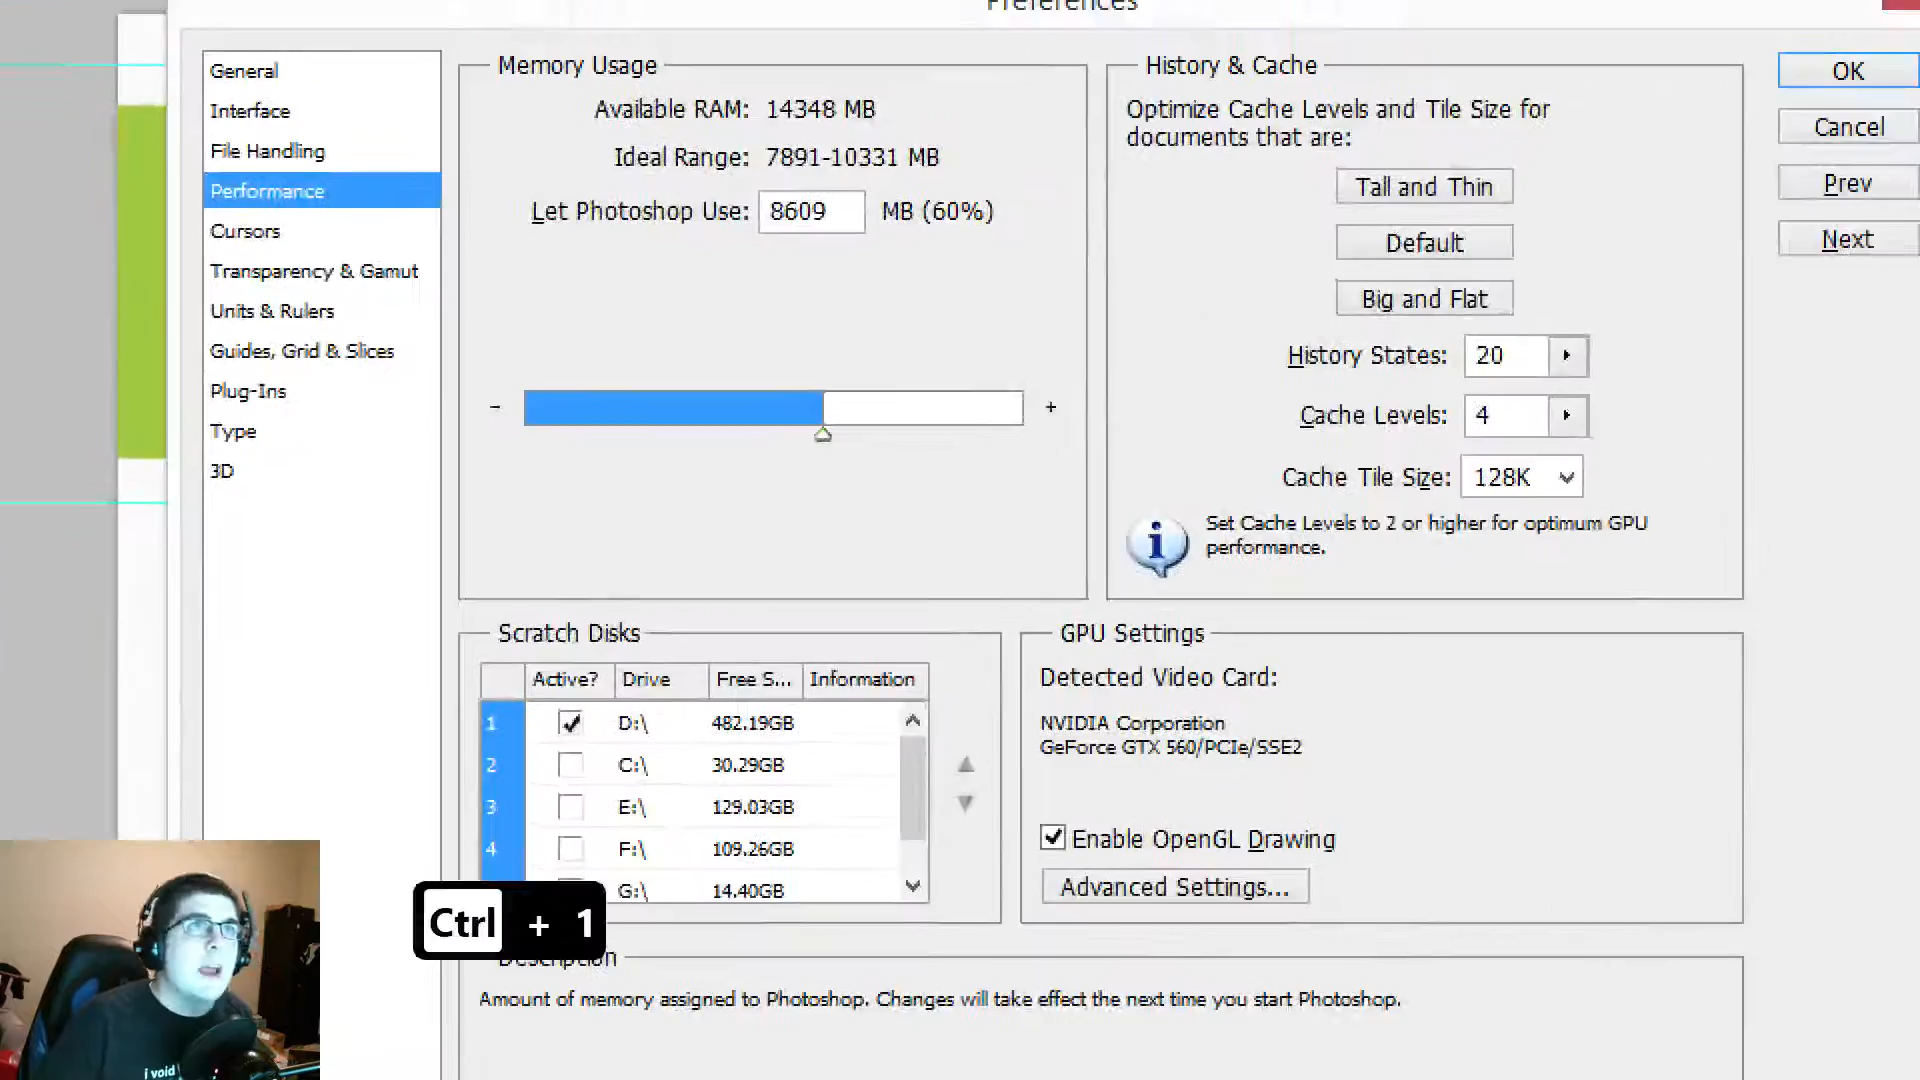 Preferences
General
Interface
File Handling
Performance
Cursors
Transparency & Gamut
Units & Rulers
Guides, Grid & Slices
Plug-Ins
Type
3D
Memory Usage
Available RAM: 14348 MB
Ideal Range: 7891-10331 MB
Let Photoshop Use: 8609 MB (60%)
- +
History & Cache
Optimize Cache Levels and Tile Size for
documents that are:
Tall and Thin
Default
Big and Flat
History States: 20
Cache Levels: 4
Cache Tile Size: 128K
Set Cache Levels to 2 or higher for optimum GPU
performance.
OK
Cancel
Prev
Next
Scratch Disks
Active? Drive Free S... Information
1 D:\ 482.19GB
2 C:\ 30.29GB
3 E:\ 129.03GB
4 F:\ 109.26GB
G:\ 14.40GB
GPU Settings
Detected Video Card:
NVIDIA Corporation
GeForce GTX 560/PCIe/SSE2
Enable OpenGL Drawing
Advanced Settings...
Ctrl + 1
Description
Amount of memory assigned to Photoshop. Changes will take effect the next time you start Photoshop.
i void